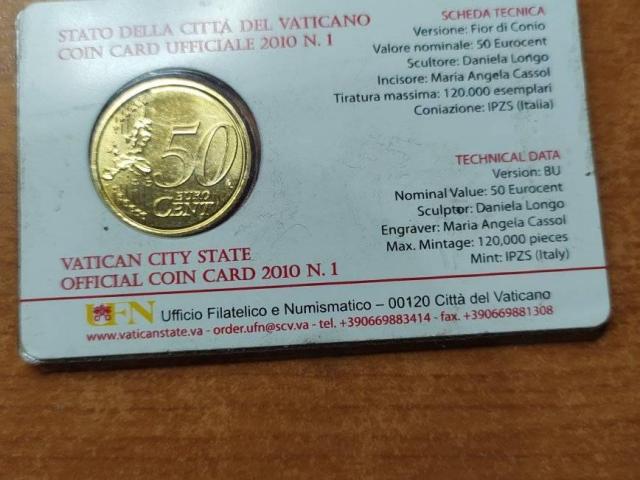 STATO DELLA CITTÁ DEL VATICANO
COIN CARD UFFICIALE 2010 N. 1
SCHEDA TECNICA
Versione: Fior di Conio
Valore nominale: 50 Eurocent
Scultore: Daniela Longo
Incisore: Maria Angela Cassol
Tiratura massima: 120.000 esemplari
Coniazione: IPZS (Italia)
50
EURO
CENT
TECHNICAL DATA
Version: BU
Nominal Value: 50 Eurocent
Sculptor: Daniela Longo
Engraver: Maria Angela Cassol
Max. Mintage: 120,000 pieces
Mint: IPZS (Italy)
VATICAN CITY STATE
OFFICIAL COIN CARD 2010 N. 1
UFN Ufficio Filatelico e Numismatico – 00120 Città del Vaticano
www.vaticanstate.va - order.ufn@scv.va - tel. +390669883414 - fax. +390669881308